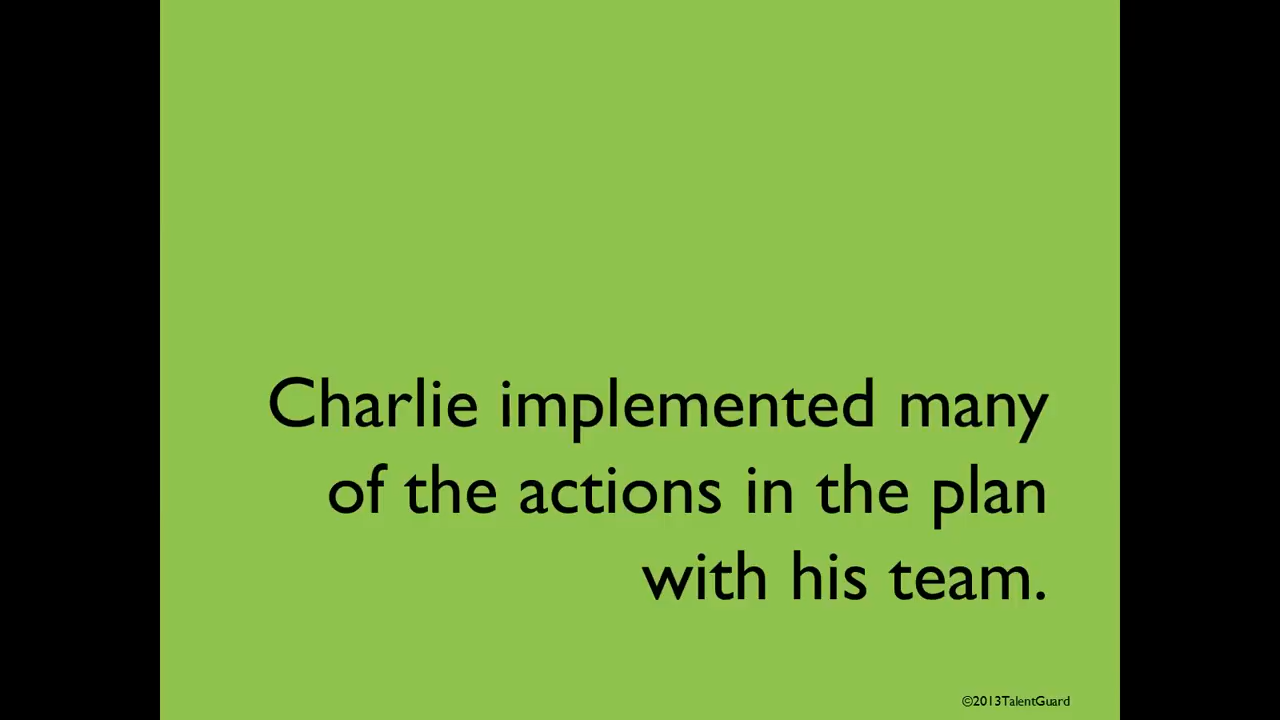 Charlie implemented many
of the actions in the plan
with his team.
©2013TalentGuard